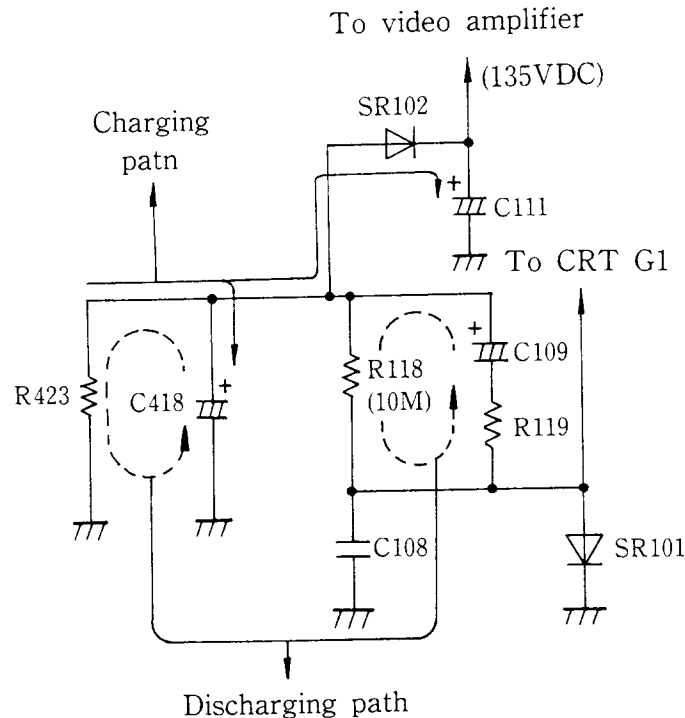 To video amplifier
(135VDC)
SR102
Charging
patn
+
C111
To CRT G1
+
C109
R118
(10M)
R119
R423
C418
+
C108
SR101
Discharging path